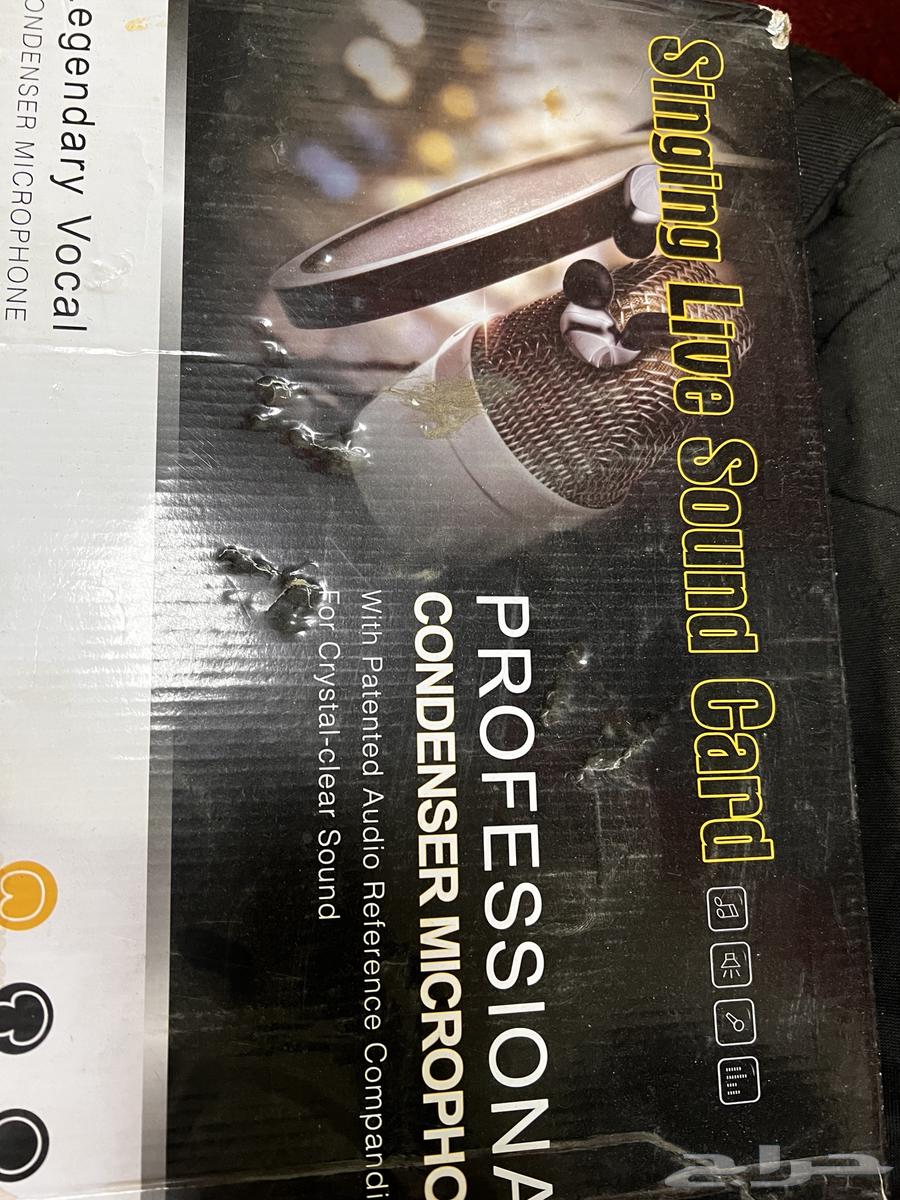 Singing Live Sound Card
PROFESSIONA
CONDENSER MICROPHO
With Patented Audio Reference Compandi
For Crystal-clear Sound
egendary Vocal
ONDENSER MICROPHONE
حراج